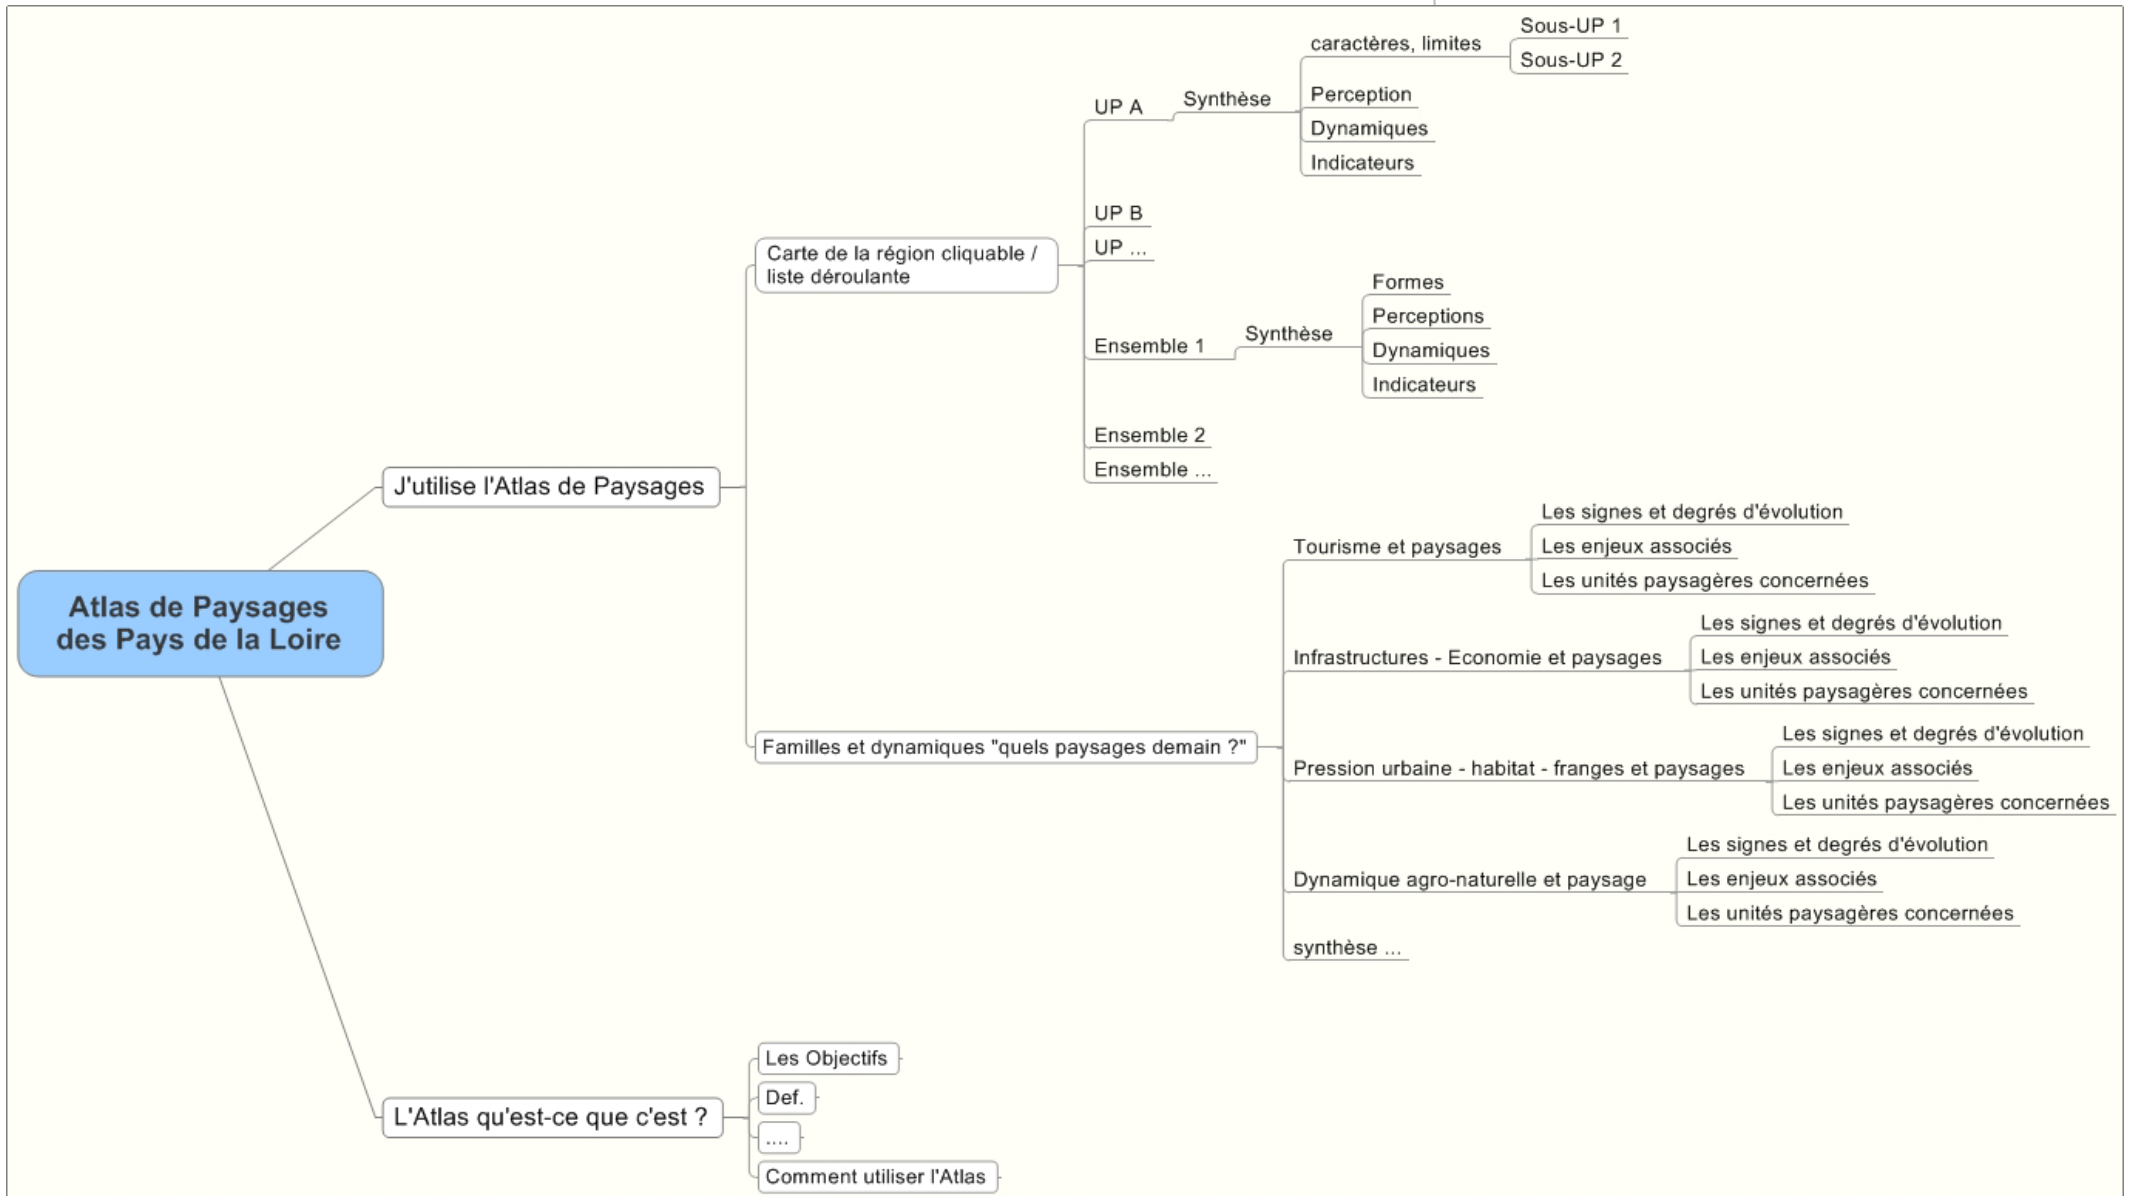 Atlas de Paysages
des Pays de la Loire
J'utilise l'Atlas de Paysages
Carte de la région cliquable /
liste déroulante
UP A
Synthèse
caractères, limites
Sous-UP 1
Sous-UP 2
Perception
Dynamiques
Indicateurs
UP B
UP ...
Ensemble 1
Synthèse
Formes
Perceptions
Dynamiques
Indicateurs
Ensemble 2
Ensemble ...
Familles et dynamiques "quels paysages demain ?"
Tourisme et paysages
Les signes et degrés d'évolution
Les enjeux associés
Les unités paysagères concernées
Infrastructures - Economie et paysages
Les signes et degrés d'évolution
Les enjeux associés
Les unités paysagères concernées
Pression urbaine - habitat - franges et paysages
Les signes et degrés d'évolution
Les enjeux associés
Les unités paysagères concernées
Dynamique agro-naturelle et paysage
Les signes et degrés d'évolution
Les enjeux associés
Les unités paysagères concernées
synthèse ...
L'Atlas qu'est-ce que c'est ?
Les Objectifs
Def.
....
Comment utiliser l'Atlas